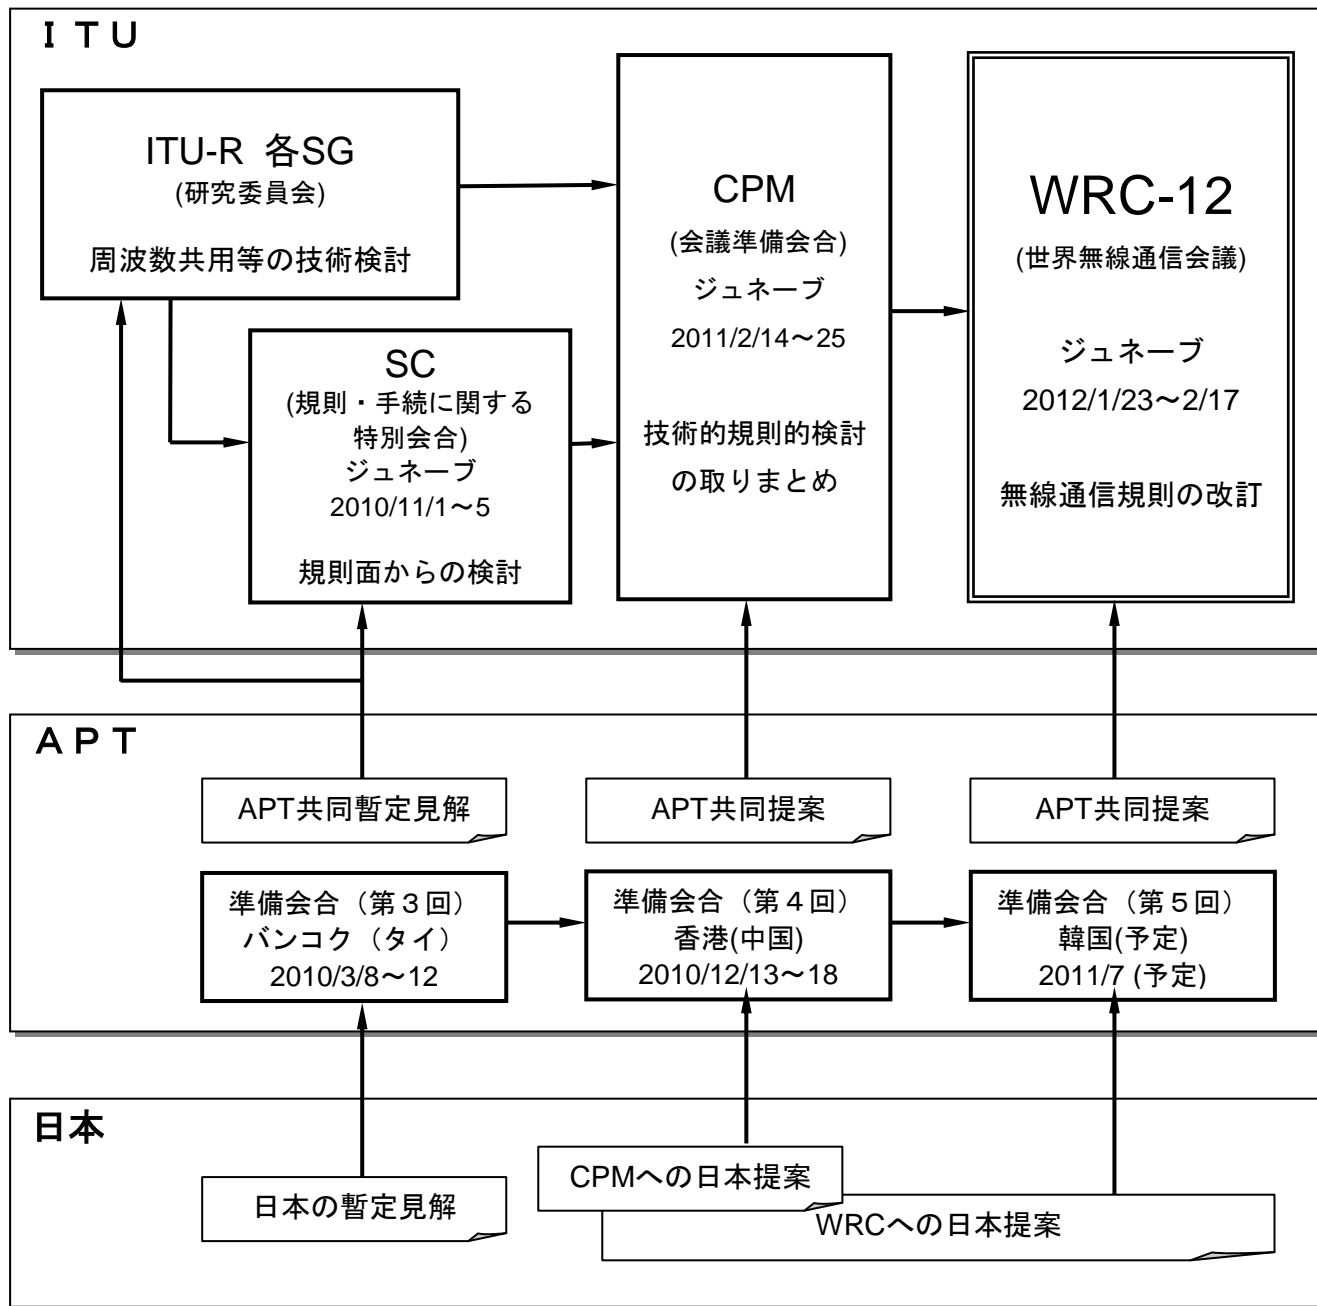 ＩＴＵ
ITU-R 各SG
(研究委員会)
周波数共用等の技術検討
SC
(規則・手続に関する
特別会合)
ジュネーブ
2010/11/1～5
規則面からの検討
CPM
(会議準備会合)
ジュネーブ
2011/2/14～25
技術的規則的検討
の取りまとめ
WRC-12
(世界無線通信会議)
ジュネーブ
2012/1/23～2/17
無線通信規則の改訂
ＡＰＴ
APT共同暫定見解
APT共同提案
APT共同提案
準備会合（第３回）
バンコク（タイ）
2010/3/8～12
準備会合（第４回）
香港(中国)
2010/12/13～18
準備会合（第５回）
韓国(予定)
2011/7 (予定)
日本
日本の暫定見解
CPMへの日本提案
WRCへの日本提案